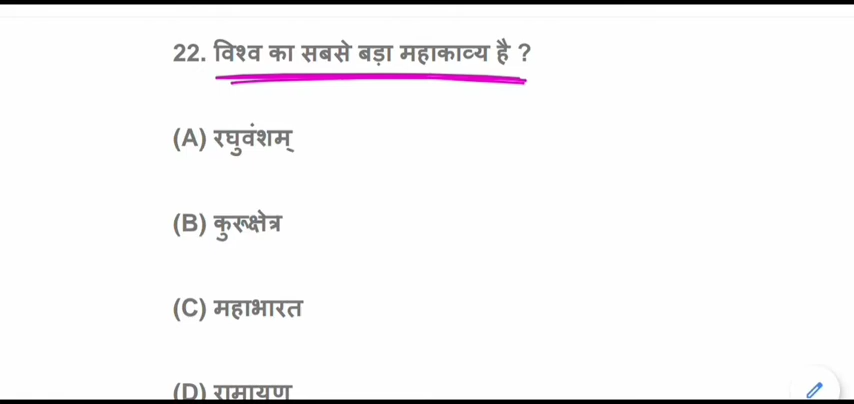 22. विश्व का सबसे बड़ा महाकाव्य है ?
(A) रघुवंशम्
(B) कुरूक्षेत्र
(C) महाभारत
(D) रामायण